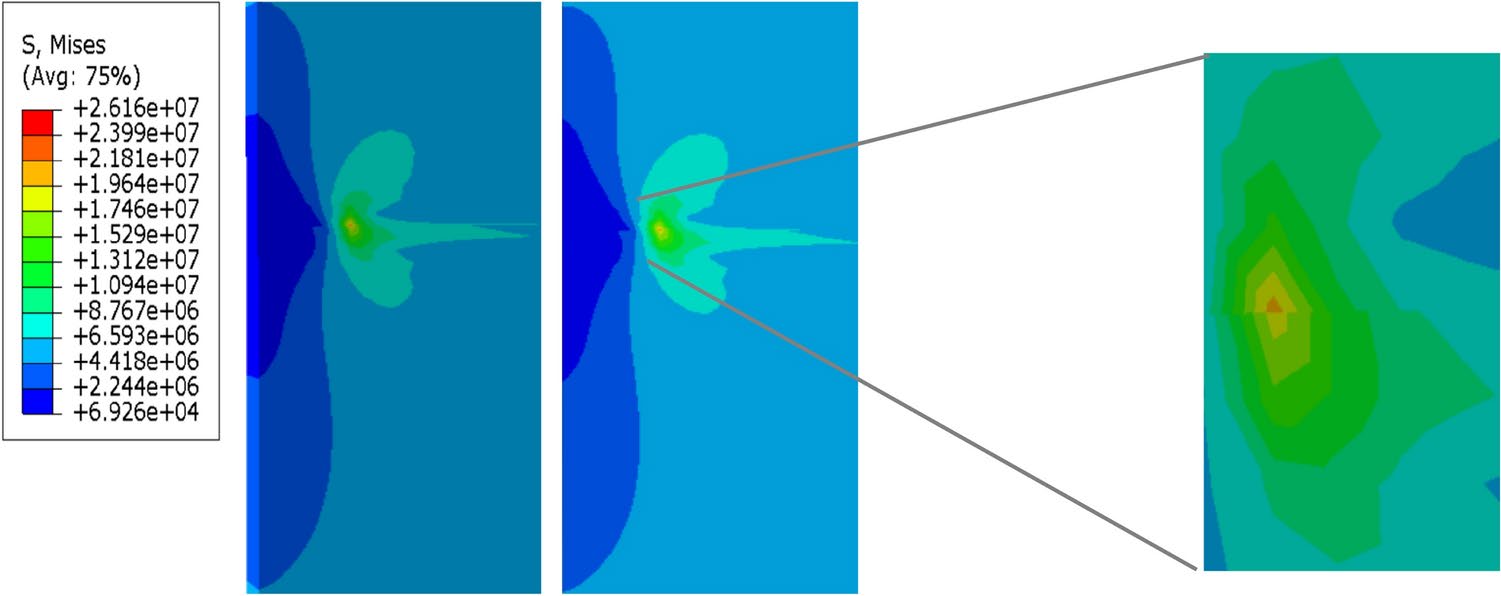 S, Mises
(Avg: 75%)
+2.616e+07
+2.399e+07
+2.181e+07
+1.964e+07
+1.746e+07
+1.529e+07
+1.312e+07
+1.094e+07
+8.767e+06
+6.593e+06
+4.418e+06
+2.244e+06
+6.926e+04